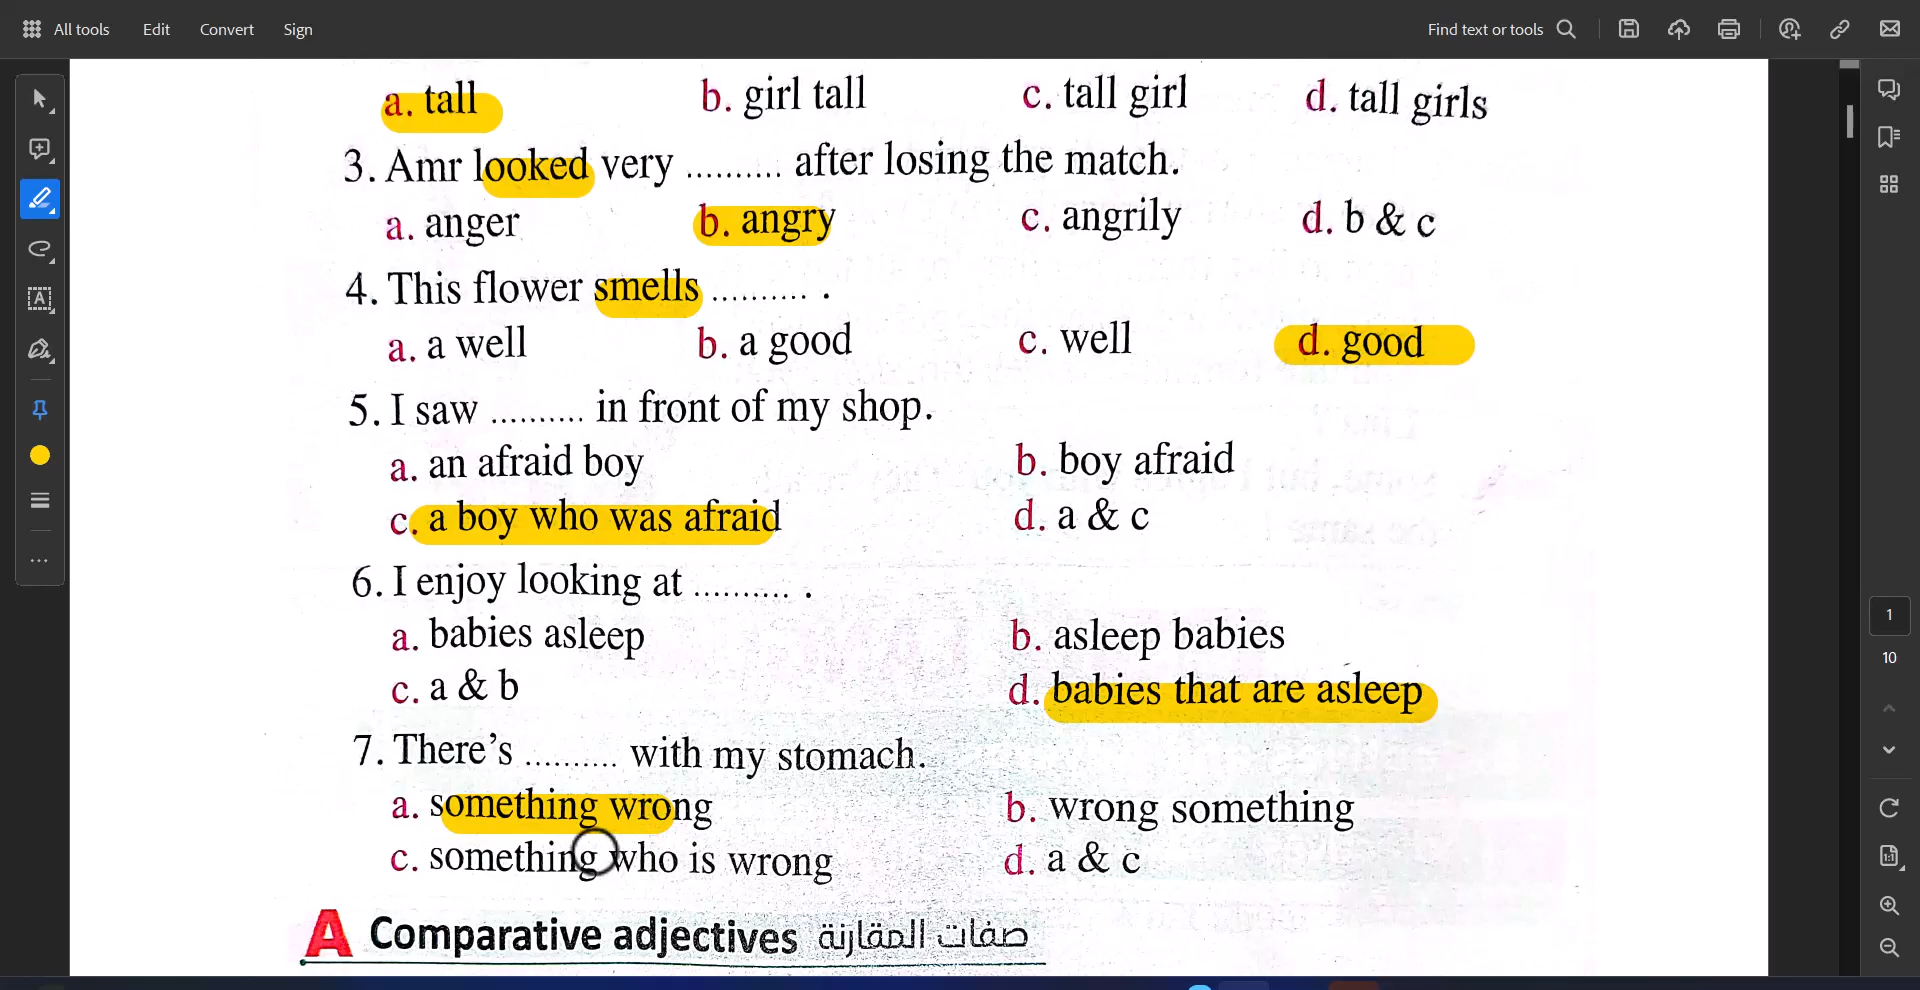 All tools Edit Convert Sign Find text or tools
a. tall b. girl tall c. tall girl d. tall girls
3. Amr looked very .......... after losing the match.
a. anger b. angry c. angrily d. b & c
4. This flower smells .......... .
a. a well b. a good c. well d. good
5. I saw .......... in front of my shop.
a. an afraid boy b. boy afraid
c. a boy who was afraid d. a & c
6. I enjoy looking at .......... .
a. babies asleep b. asleep babies
c. a & b d. babies that are asleep
7. There's .......... with my stomach.
a. something wrong b. wrong something
c. something who is wrong d. a & c
A Comparative adjectives صفات المقارنة
1
10